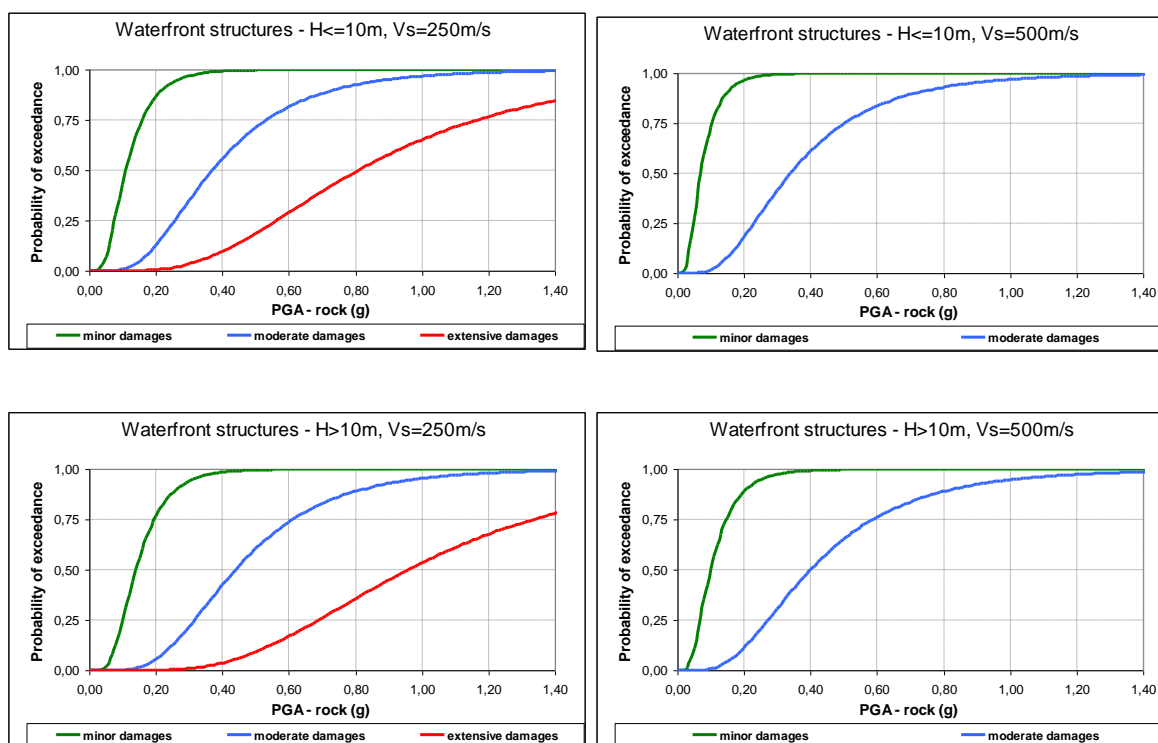 Waterfront structures - H<=10m, Vs=250m/s
Probability of exceedance
1,00
0,75
0,50
0,25
0,00
0,00 0,20 0,40 0,60 0,80 1,00 1,20 1,40
PGA - rock (g)
minor damages moderate damages extensive damages
Waterfront structures - H<=10m, Vs=500m/s
Probability of exceedance
1,00
0,75
0,50
0,25
0,00
0,00 0,20 0,40 0,60 0,80 1,00 1,20 1,40
PGA - rock (g)
minor damages moderate damages
Waterfront structures - H>10m, Vs=250m/s
Probability of exceedance
1,00
0,75
0,50
0,25
0,00
0,00 0,20 0,40 0,60 0,80 1,00 1,20 1,40
PGA - rock (g)
minor damages moderate damages extensive damages
Waterfront structures - H>10m, Vs=500m/s
Probability of exceedance
1,00
0,75
0,50
0,25
0,00
0,00 0,20 0,40 0,60 0,80 1,00 1,20 1,40
PGA - rock (g)
minor damages moderate damages